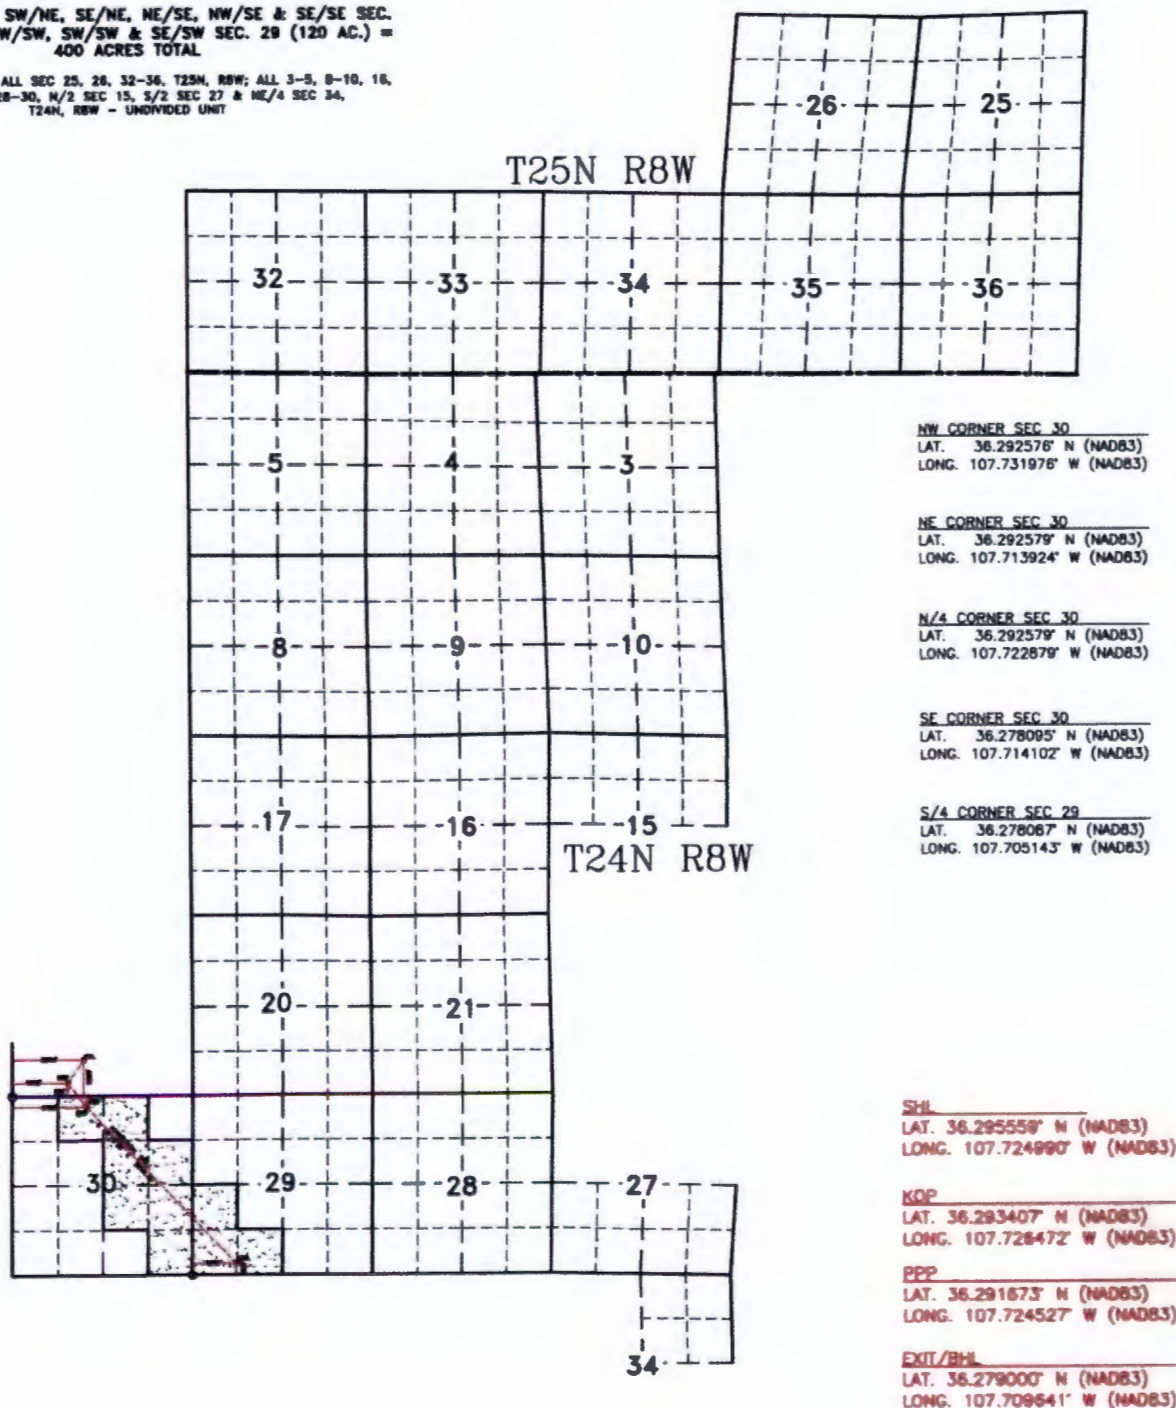 SW/NE, SE/NE, NE/SE, NW/SE & SE/SE SEC.
W/SW, SW/SW & SE/SW SEC. 29 (120 AC.) =
400 ACRES TOTAL
ALL SEC 25, 26, 32-36, T25N, R8W; ALL 3-5, 8-10, 16,
28-30, N/2 SEC 15, S/2 SEC 27 & NE/4 SEC 34,
T24N, R8W - UNDIVIDED UNIT
26
25
T25N R8W
32
33
34
35
36
5
4
3
NW CORNER SEC 30
LAT. 36.292576° N (NAD83)
LONG. 107.731976° W (NAD83)
NE CORNER SEC 30
LAT. 36.292579° N (NAD83)
LONG. 107.713924° W (NAD83)
8
9
10
N/4 CORNER SEC 30
LAT. 36.292579° N (NAD83)
LONG. 107.722879° W (NAD83)
SE CORNER SEC 30
LAT. 36.278095° N (NAD83)
LONG. 107.714102° W (NAD83)
17
16
15
S/4 CORNER SEC 29
LAT. 36.278087° N (NAD83)
LONG. 107.705143° W (NAD83)
T24N R8W
20
21
SHL
LAT. 36.295559° N (NAD83)
LONG. 107.724990° W (NAD83)
30
29
28
27
KOP
LAT. 36.293407° N (NAD83)
LONG. 107.726472° W (NAD83)
PPP
LAT. 36.291673° N (NAD83)
LONG. 107.724527° W (NAD83)
34
EXIT/BHL
LAT. 36.279000° N (NAD83)
LONG. 107.709641° W (NAD83)